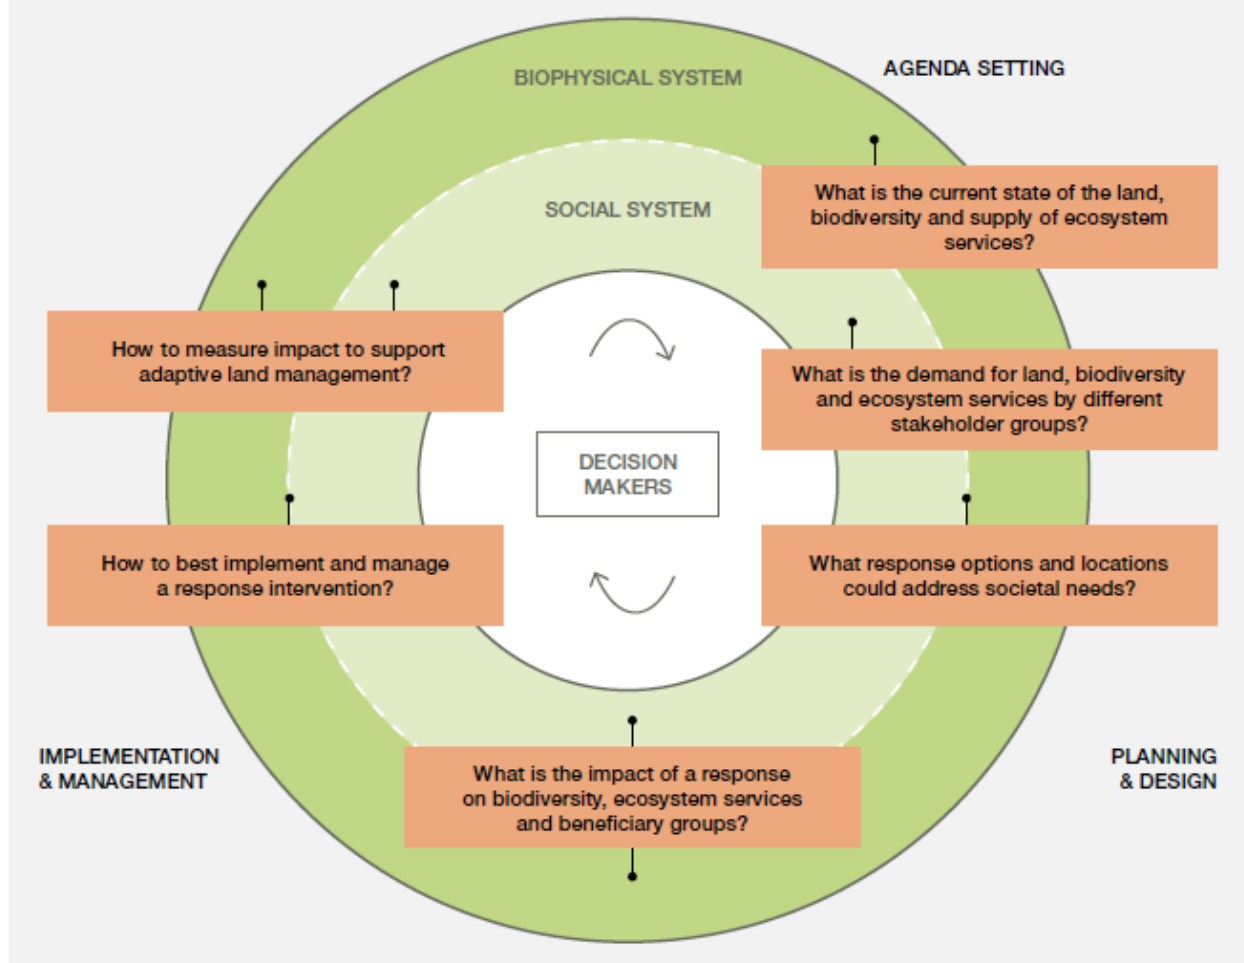 BIOPHYSICAL SYSTEM
AGENDA SETTING
SOCIAL SYSTEM
What is the current state of the land,
biodiversity and supply of ecosystem
services?
How to measure impact to support
adaptive land management?
What is the demand for land, biodiversity
and ecosystem services by different
stakeholder groups?
DECISION
MAKERS
How to best implement and manage
a response intervention?
What response options and locations
could address societal needs?
IMPLEMENTATION
& MANAGEMENT
What is the impact of a response
on biodiversity, ecosystem services
and beneficiary groups?
PLANNING
& DESIGN